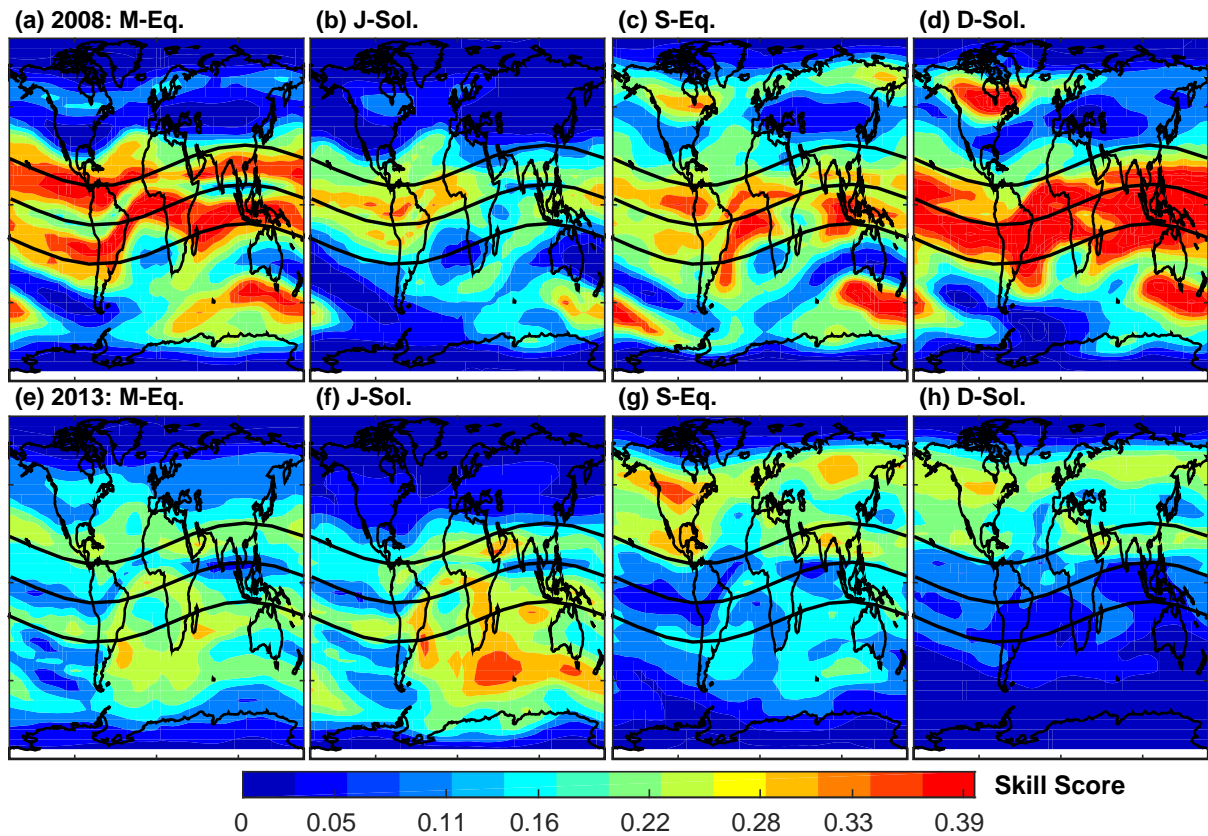 (a) 2008: M-Eq. (b) J-Sol. (c) S-Eq. (d) D-Sol.
(e) 2013: M-Eq. (f) J-Sol. (g) S-Eq. (h) D-Sol.
Skill Score
0 0.05 0.11 0.16 0.22 0.28 0.33 0.39